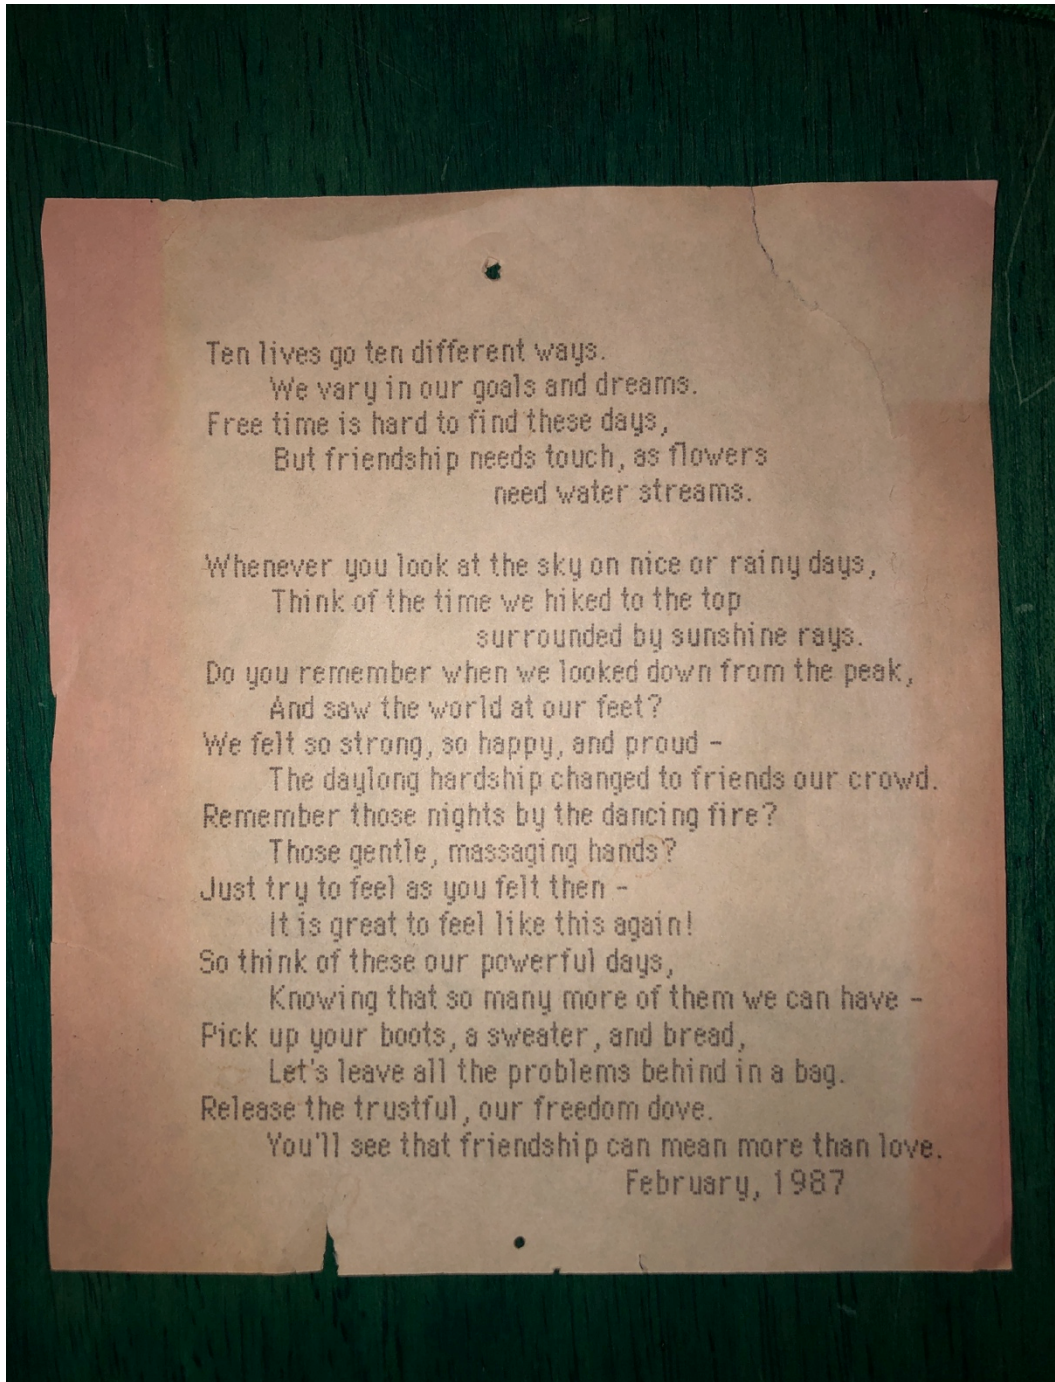 Ten lives go ten different ways.
We vary in our goals and dreams.
Free time is hard to find these days,
But friendship needs touch, as flowers
need water streams.
Whenever you look at the sky on nice or rainy days,
Think of the time we hiked to the top
surrounded by sunshine rays.
Do you remember when we looked down from the peak,
And saw the world at our feet?
We felt so strong, so happy, and proud -
The daylong hardship changed to friends our crowd.
Remember those nights by the dancing fire?
Those gentle, massaging hands?
Just try to feel as you felt then -
It is great to feel like this again!
So think of these our powerful days,
Knowing that so many more of them we can have -
Pick up your boots, a sweater, and bread,
Let's leave all the problems behind in a bag.
Release the trustful, our freedom dove.
You'll see that friendship can mean more than love.
February, 1987